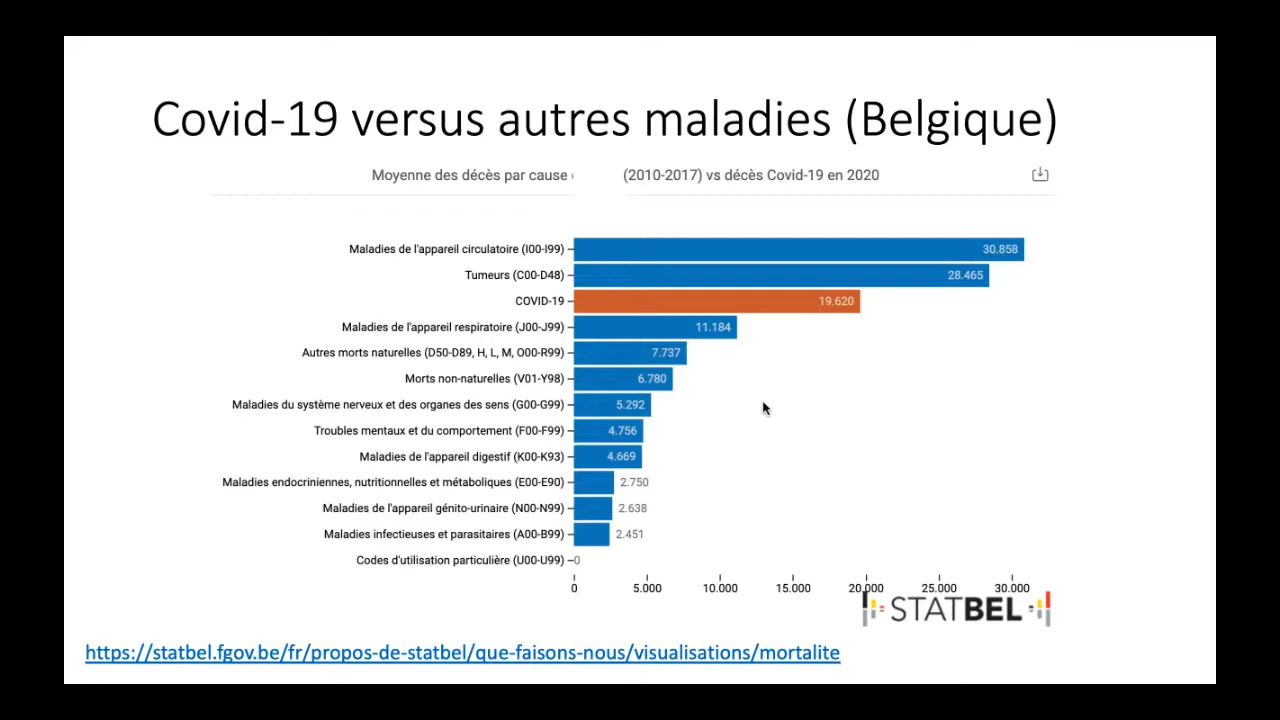 Covid-19 versus autres maladies (Belgique)
Moyenne des décès par cause (2010-2017) vs décès Covid-19 en 2020
Maladies de l'appareil circulatoire (I00-I99) 30.858
Tumeurs (C00-D48) 28.465
COVID-19 19.620
Maladies de l'appareil respiratoire (J00-J99) 11.184
Autres morts naturelles (D50-D89, H, L, M, O00-R99) 7.737
Morts non-naturelles (V01-Y98) 6.780
Maladies du système nerveux et des organes des sens (G00-G99) 5.292
Troubles mentaux et du comportement (F00-F99) 4.756
Maladies de l'appareil digestif (K00-K93) 4.669
Maladies endocriniennes, nutritionnelles et métaboliques (E00-E90) 2.750
Maladies de l'appareil génito-urinaire (N00-N99) 2.638
Maladies infectieuses et parasitaires (A00-B99) 2.451
Codes d'utilisation particulière (U00-U99) 0
0 5.000 10.000 15.000 20.000 25.000 30.000
STATBEL
https://statbel.fgov.be/fr/propos-de-statbel/que-faisons-nous/visualisations/mortalite